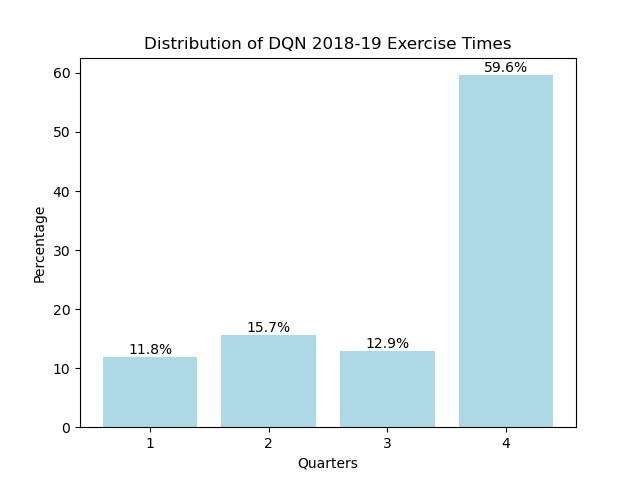 Distribution of DQN 2018-19 Exercise Times
Percentage
60
50
40
30
20
10
0
11.8%
15.7%
12.9%
59.6%
1 2 3 4
Quarters